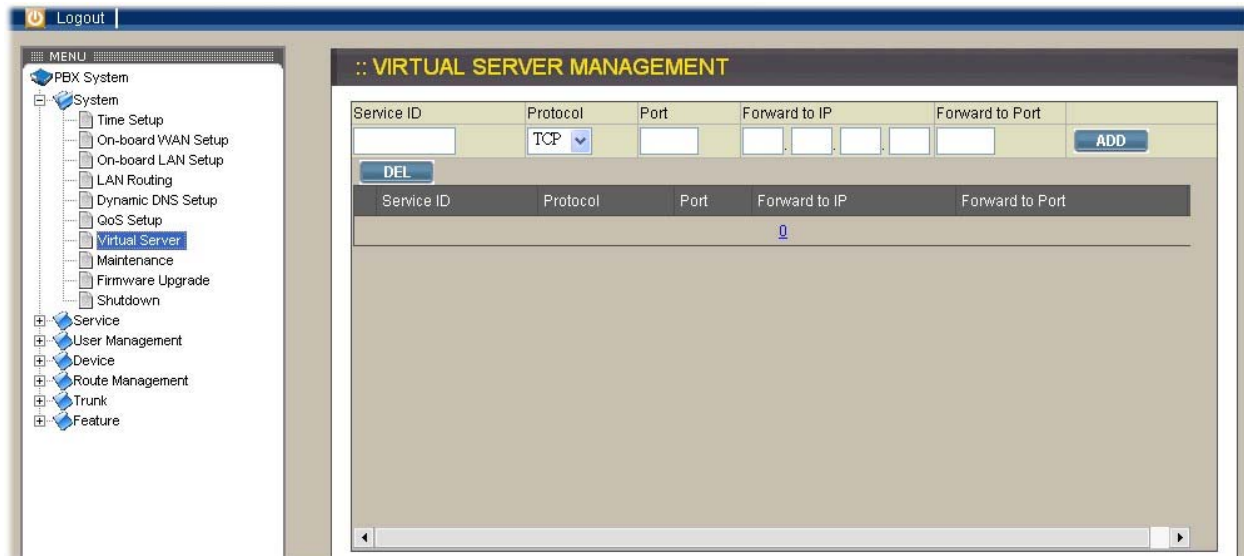 Logout
MENU
PBX System
System
Time Setup
On-board WAN Setup
On-board LAN Setup
LAN Routing
Dynamic DNS Setup
QoS Setup
Virtual Server
Maintenance
Firmware Upgrade
Shutdown
Service
User Management
Device
Route Management
Trunk
Feature
:: VIRTUAL SERVER MANAGEMENT
Service ID Protocol Port Forward to IP Forward to Port
TCP . . . ADD
DEL
Service ID Protocol Port Forward to IP Forward to Port
0